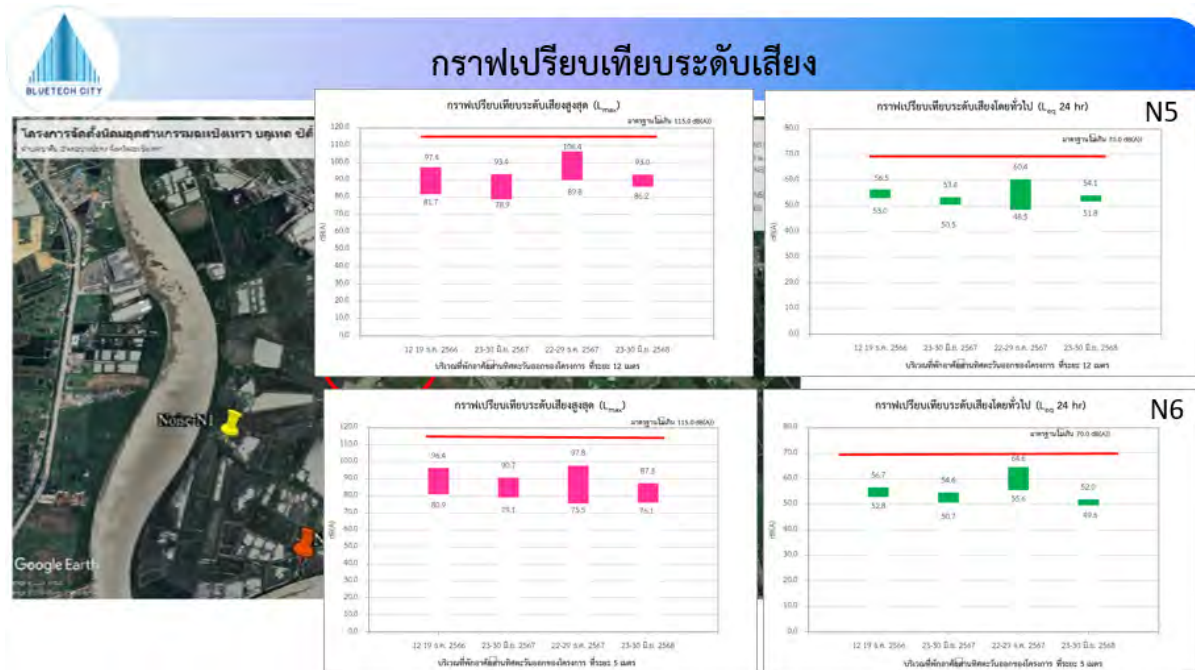 BLUETECH CITY
กราฟเปรียบเทียบระดับเสียง
โครงการจัดตั้งนิคมอุตสาหกรรมฉะเชิงเทรา บลูเทค ซิตี้
Noise:N1
N
Google Earth
กราฟเปรียบเทียบระดับเสียงสูงสุด (Lmax)
มาตรฐานไม่เกิน 115.0 dB(A)
120.0
110.0
100.0
90.0
80.0
70.0
60.0
50.0
40.0
30.0
20.0
10.0
0.0
dB(A)
97.4 93.4 106.4 93.0
81.7 78.9 89.8 86.2
12-19 ธ.ค. 2566 23-30 มิ.ย. 2567 22-29 ธ.ค. 2567 23-30 มิ.ย. 2568
บริเวณที่พักอาศัยด้านทิศตะวันออกของโครงการ ที่ระยะ 12 เมตร
กราฟเปรียบเทียบระดับเสียงโดยทั่วไป (Leq 24 hr)
N5
มาตรฐานไม่เกิน 70.0 dB(A)
80.0
70.0
60.0
50.0
40.0
30.0
20.0
10.0
0.0
dB(A)
56.5 53.6 60.4 54.1
53.0 50.5 48.5 51.8
12-19 ธ.ค. 2566 23-30 มิ.ย. 2567 22-29 ธ.ค. 2567 23-30 มิ.ย. 2568
บริเวณที่พักอาศัยด้านทิศตะวันออกของโครงการ ที่ระยะ 12 เมตร
กราฟเปรียบเทียบระดับเสียงสูงสุด (Lmax)
มาตรฐานไม่เกิน 115.0 dB(A)
120.0
110.0
100.0
90.0
80.0
70.0
60.0
50.0
40.0
30.0
20.0
10.0
0.0
dB(A)
96.4 90.7 97.8 87.3
80.9 79.1 75.5 76.1
12-19 ธ.ค. 2566 23-30 มิ.ย. 2567 22-29 ธ.ค. 2567 23-30 มิ.ย. 2568
บริเวณที่พักอาศัยด้านทิศตะวันออกของโครงการ ที่ระยะ 5 เมตร
กราฟเปรียบเทียบระดับเสียงโดยทั่วไป (Leq 24 hr)
N6
มาตรฐานไม่เกิน 70.0 dB(A)
80.0
70.0
60.0
50.0
40.0
30.0
20.0
10.0
0.0
dB(A)
56.7 54.6 64.6 52.0
52.8 50.7 55.6 49.6
12-19 ธ.ค. 2566 23-30 มิ.ย. 2567 22-29 ธ.ค. 2567 23-30 มิ.ย. 2568
บริเวณที่พักอาศัยด้านทิศตะวันออกของโครงการ ที่ระยะ 5 เมตร